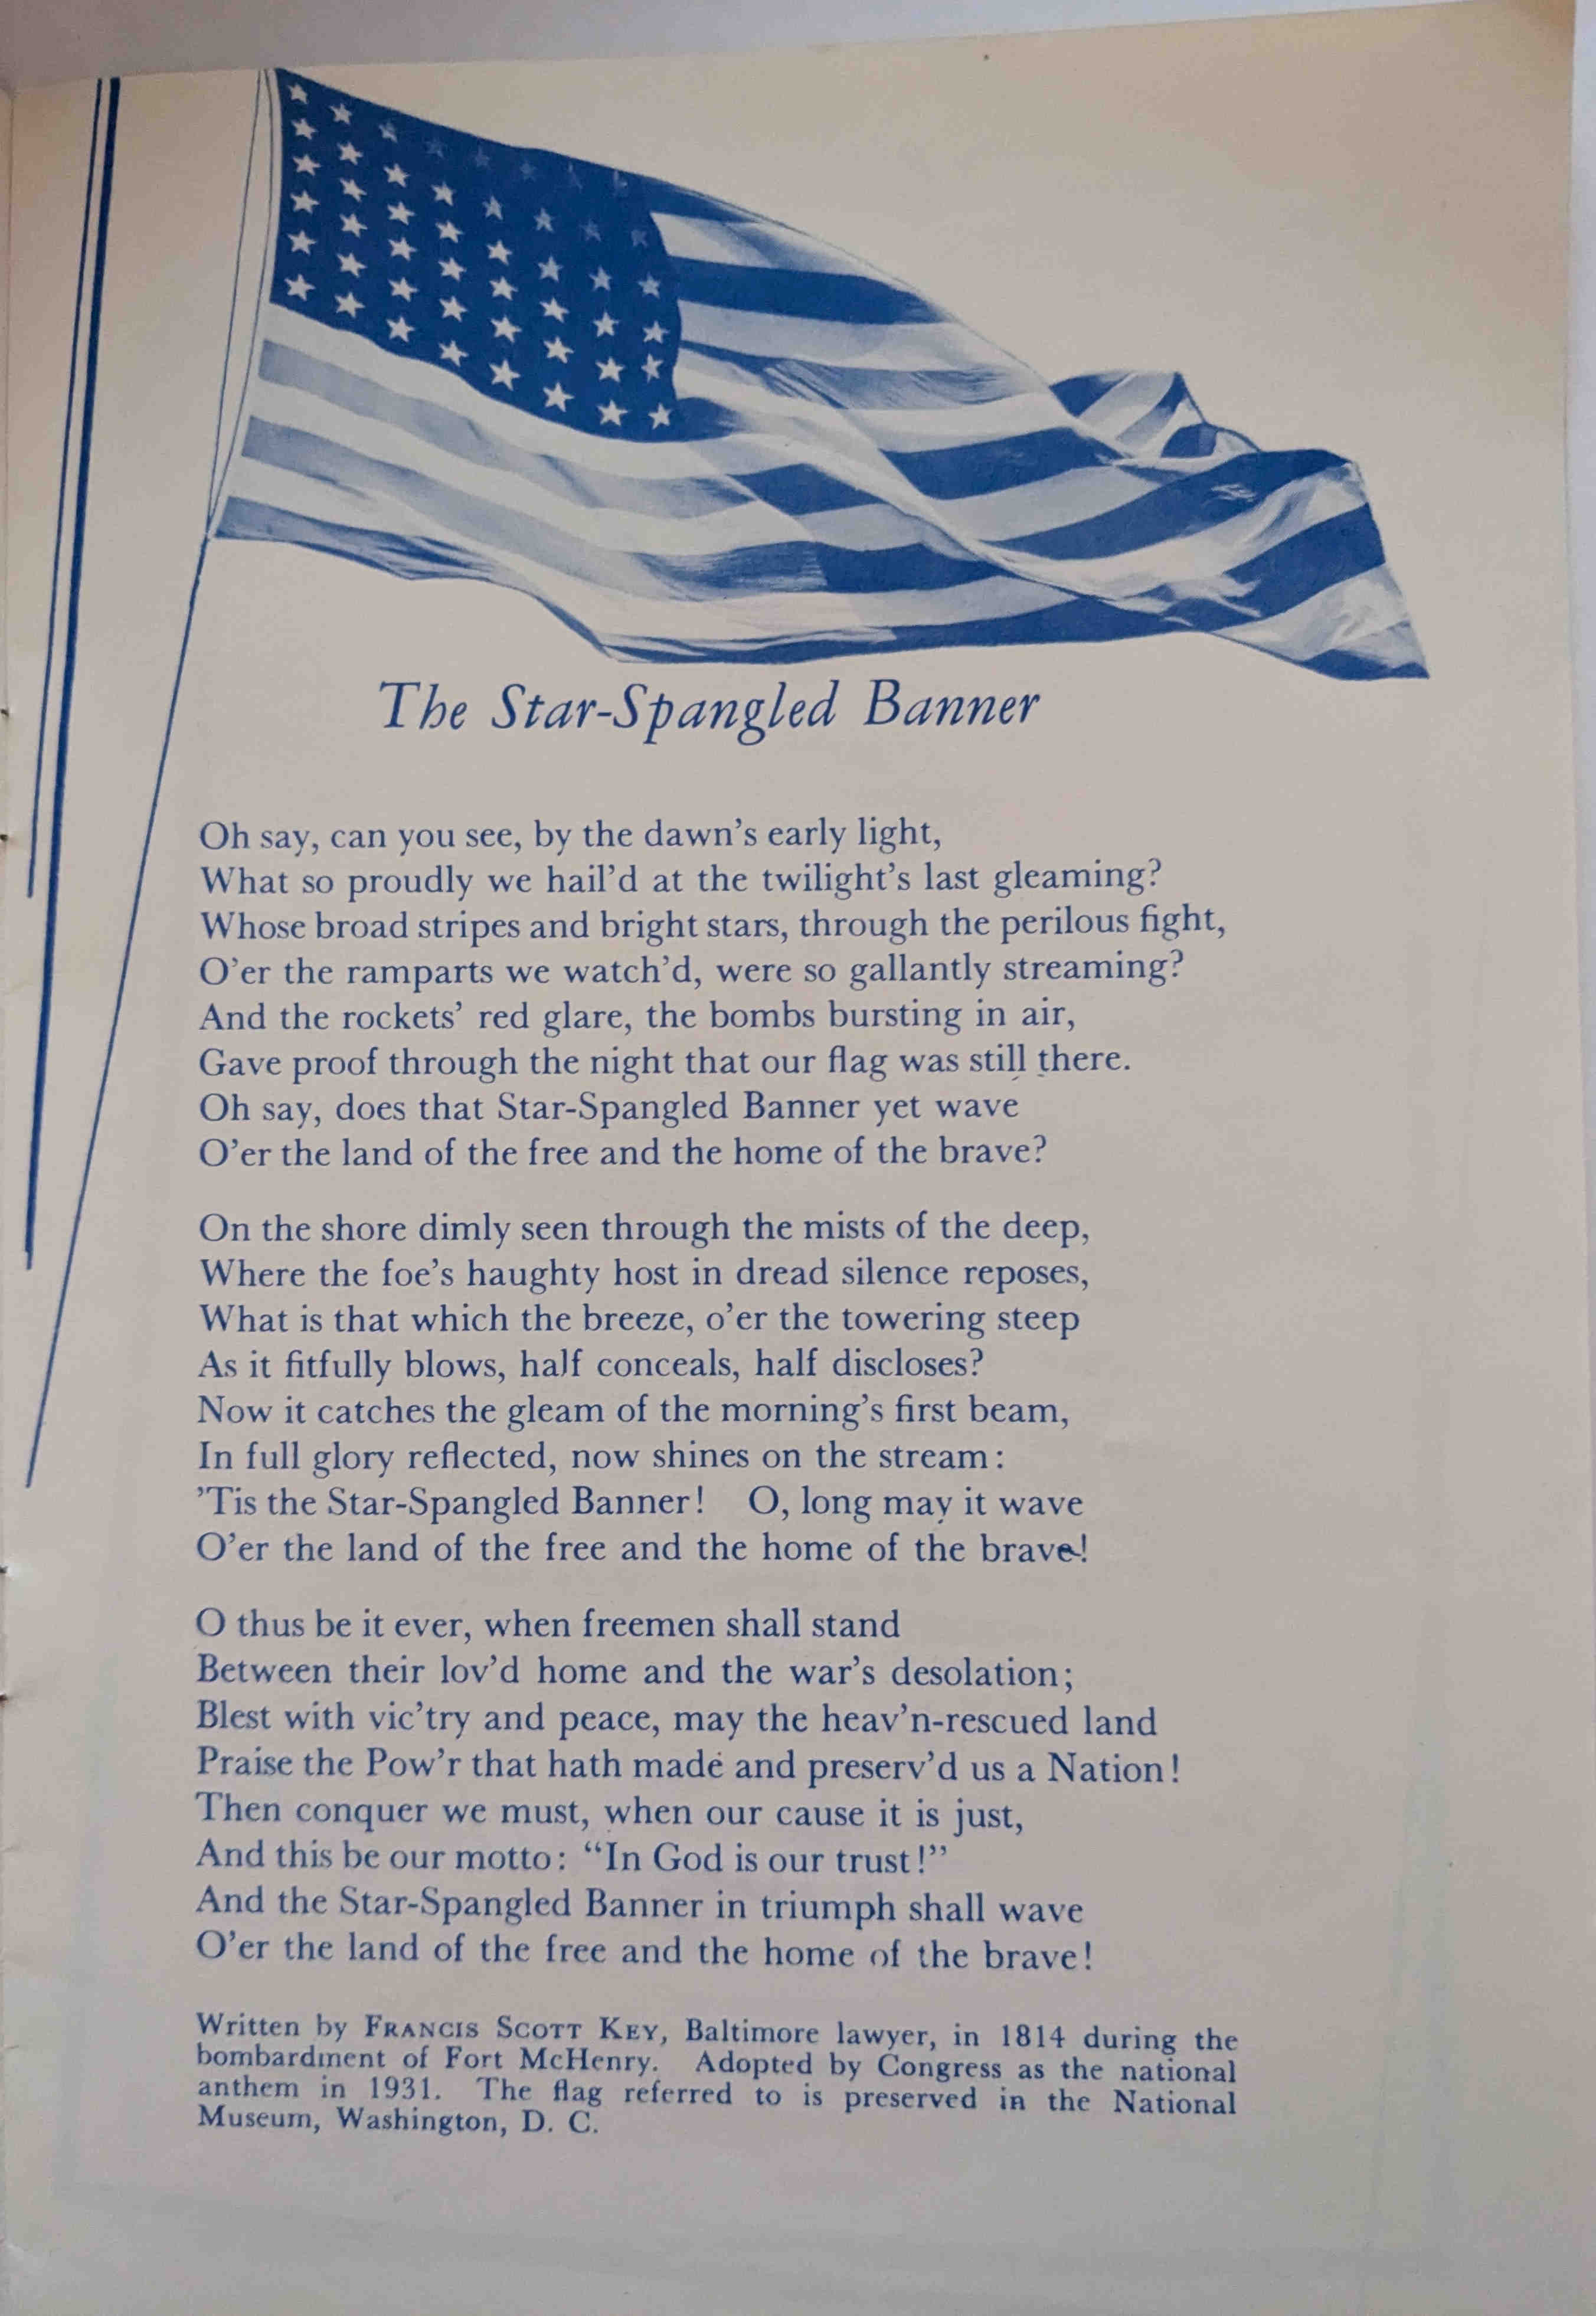 The Star-Spangled Banner
Oh say, can you see, by the dawn's early light,
What so proudly we hail'd at the twilight's last gleaming?
Whose broad stripes and bright stars, through the perilous fight,
O'er the ramparts we watch'd, were so gallantly streaming?
And the rockets' red glare, the bombs bursting in air,
Gave proof through the night that our flag was still there.
Oh say, does that Star-Spangled Banner yet wave
O'er the land of the free and the home of the brave?
On the shore dimly seen through the mists of the deep,
Where the foe's haughty host in dread silence reposes,
What is that which the breeze, o'er the towering steep
As it fitfully blows, half conceals, half discloses?
Now it catches the gleam of the morning's first beam,
In full glory reflected, now shines on the stream:
'Tis the Star-Spangled Banner! O, long may it wave
O'er the land of the free and the home of the brave!
O thus be it ever, when freemen shall stand
Between their lov'd home and the war's desolation;
Blest with vic'try and peace, may the heav'n-rescued land
Praise the Pow'r that hath made and preserv'd us a Nation!
Then conquer we must, when our cause it is just,
And this be our motto: "In God is our trust!"
And the Star-Spangled Banner in triumph shall wave
O'er the land of the free and the home of the brave!
Written by FRANCIS SCOTT KEY, Baltimore lawyer, in 1814 during the
bombardment of Fort McHenry. Adopted by Congress as the national
anthem in 1931. The flag referred to is preserved in the National
Museum, Washington, D. C.